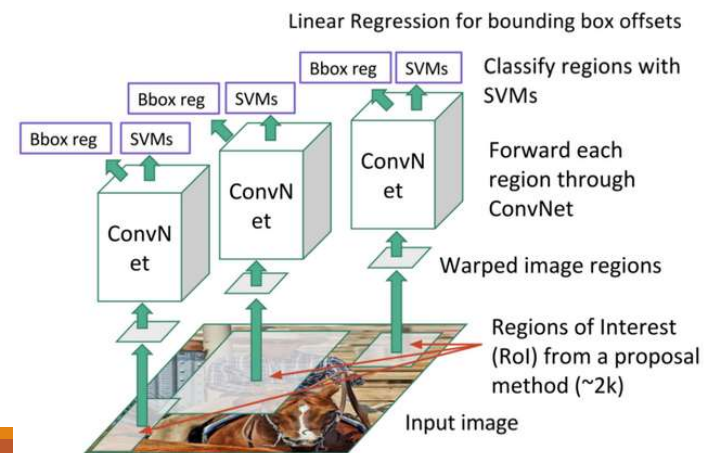 Linear Regression for bounding box offsets
Bbox reg
SVMs
Classify regions with
SVMs
Bbox reg
SVMs
Bbox reg
SVMs
ConvN
et
ConvN
et
ConvN
et
Forward each
region through
ConvNet
Warped image regions
Regions of Interest
(RoI) from a proposal
method (~2k)
Input image